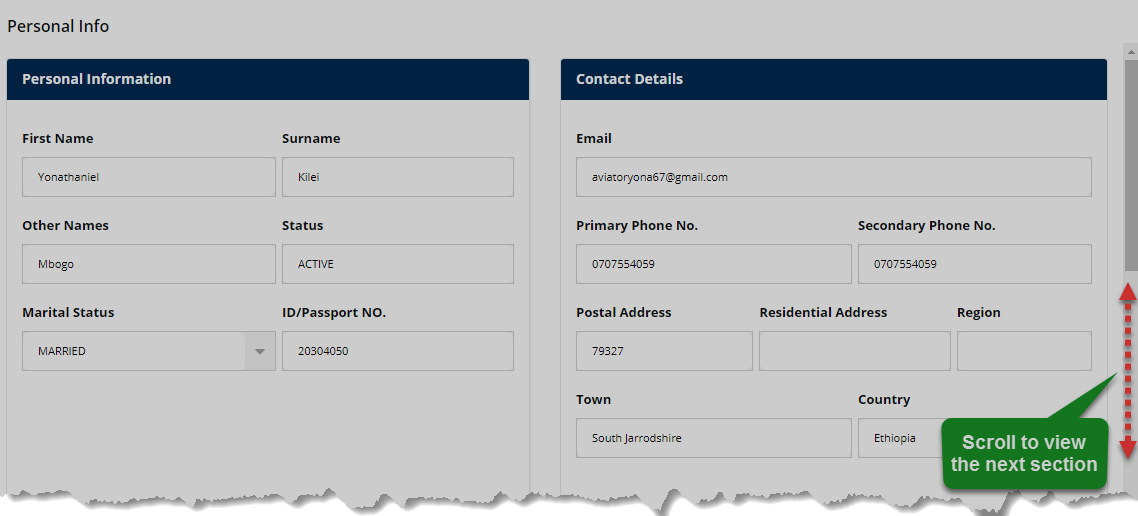 Personal Info
Personal Information
First Name Surname
Yonathaniel Kilei
Other Names Status
Mbogo ACTIVE
Marital Status ID/Passport NO.
MARRIED 20304050
Contact Details
Email
aviatoryona67@gmail.com
Primary Phone No. Secondary Phone No.
0707554059 0707554059
Postal Address Residential Address Region
79327
Town Country
South Jarrodshire Ethiopia
Scroll to view
the next section